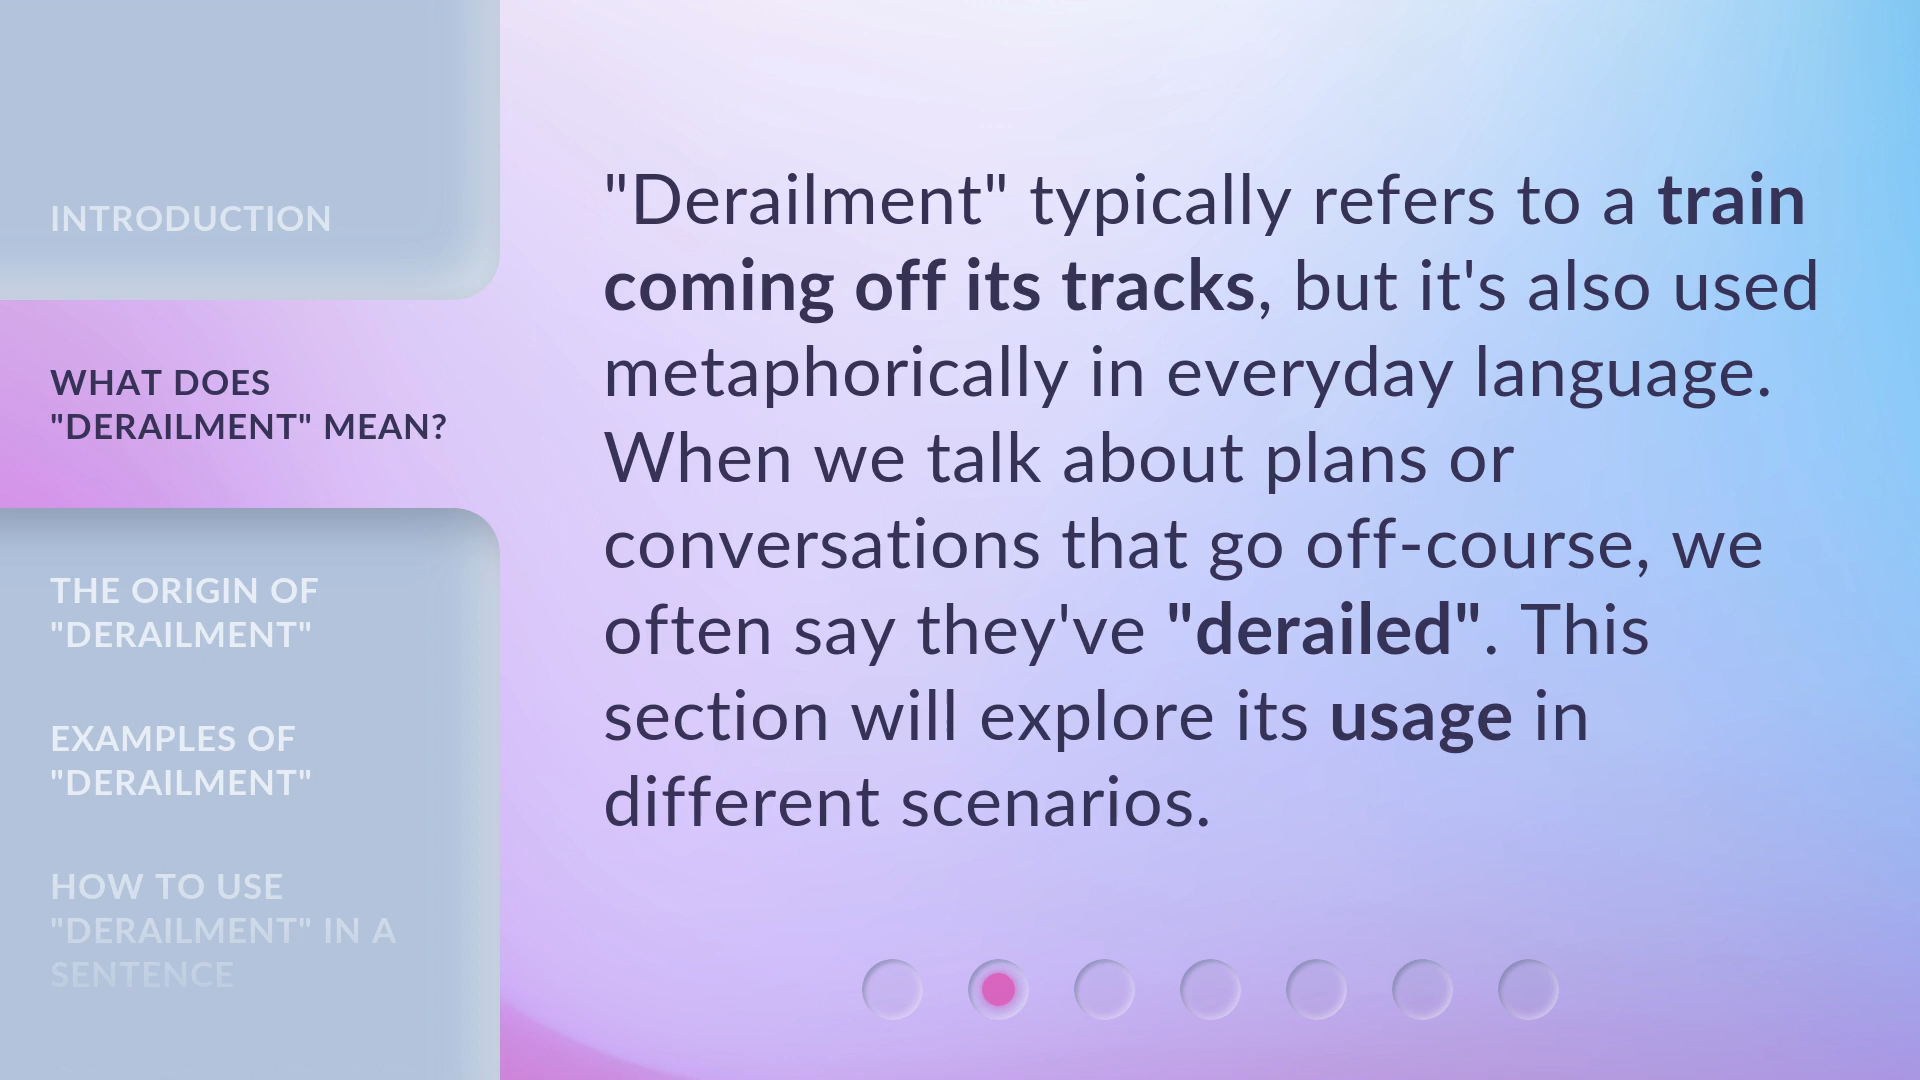 INTRODUCTION
WHAT DOES
"DERAILMENT" MEAN?
THE ORIGIN OF
"DERAILMENT"
EXAMPLES OF
"DERAILMENT"
HOW TO USE
"DERAILMENT" IN A
SENTENCE
"Derailment" typically refers to a train
coming off its tracks, but it's also used
metaphorically in everyday language.
When we talk about plans or
conversations that go off-course, we
often say they've "derailed". This
section will explore its usage in
different scenarios.